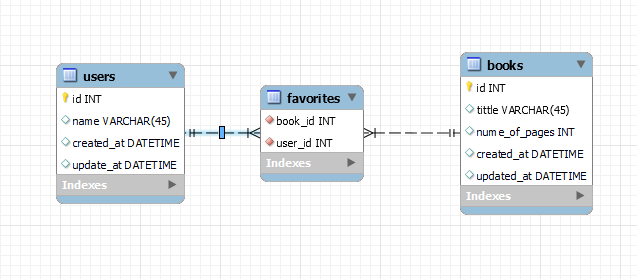 users
id INT
name VARCHAR(45)
created_at DATETIME
update_at DATETIME
Indexes
favorites
book_id INT
user_id INT
Indexes
books
id INT
tittle VARCHAR(45)
nume_of_pages INT
created_at DATETIME
updated_at DATETIME
Indexes